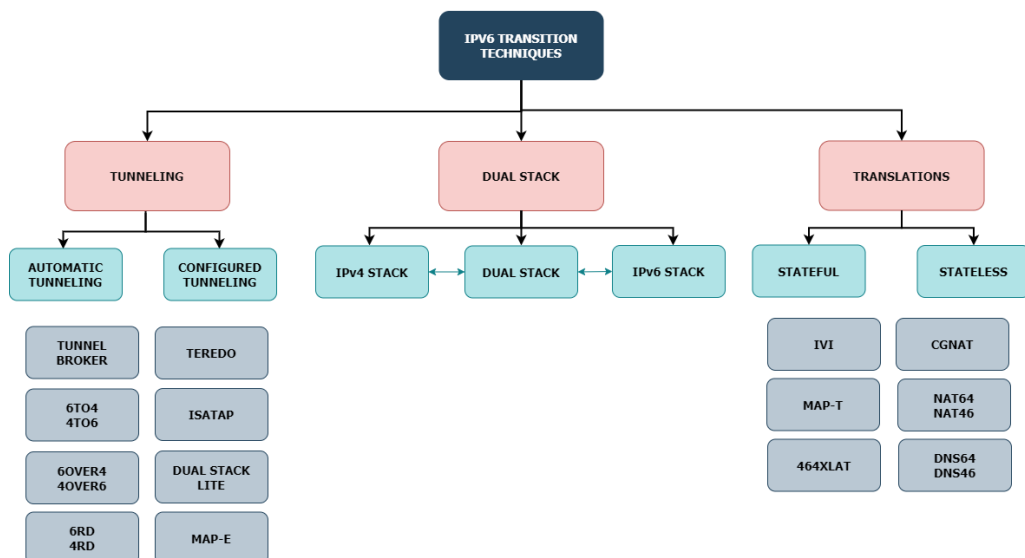 IPV6 TRANSITION
TECHNIQUES
TUNNELING
DUAL STACK
TRANSLATIONS
AUTOMATIC
TUNNELING
CONFIGURED
TUNNELING
IPv4 STACK
DUAL STACK
IPv6 STACK
STATEFUL
STATELESS
TUNNEL
BROKER
TEREDO
IVI
CGNAT
6TO4
4TO6
ISATAP
MAP-T
NAT64
NAT46
6OVER4
4OVER6
DUAL STACK
LITE
464XLAT
DNS64
DNS46
6RD
4RD
MAP-E